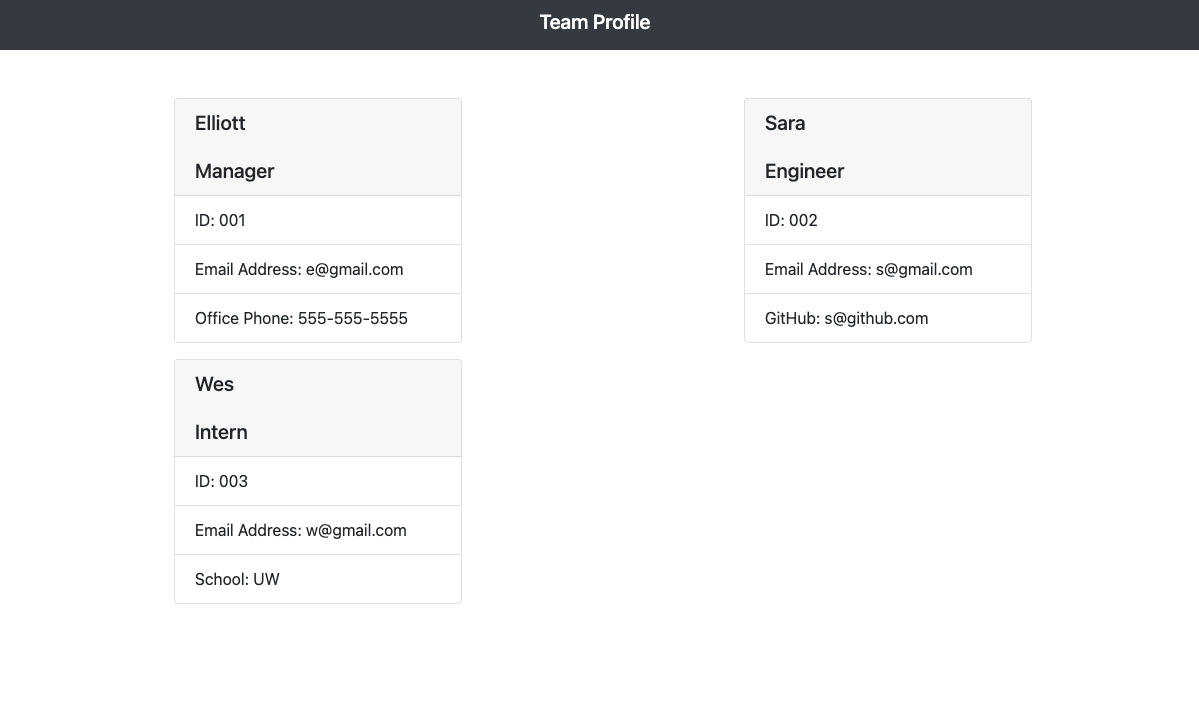 Team Profile
Elliott
Manager
ID: 001
Email Address: e@gmail.com
Office Phone: 555-555-5555
Sara
Engineer
ID: 002
Email Address: s@gmail.com
GitHub: s@github.com
Wes
Intern
ID: 003
Email Address: w@gmail.com
School: UW